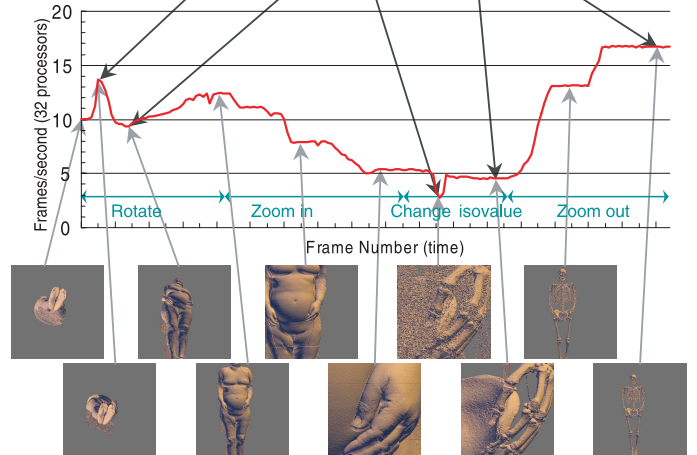 20
15
10
5
0
Frames/second (32 processors)
Rotate
Zoom in
Change isovalue
Zoom out
Frame Number (time)